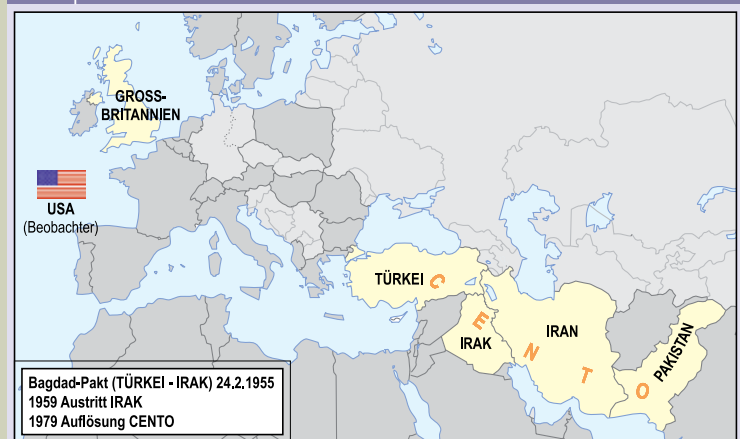 GROSS-
BRITANNIEN
USA
(Beobachter)
TÜRKEI
CENTO
IRAK
IRAN
PAKISTAN
Bagdad-Pakt (TÜRKEI - IRAK) 24.2.1955
1959 Austritt IRAK
1979 Auflösung CENTO